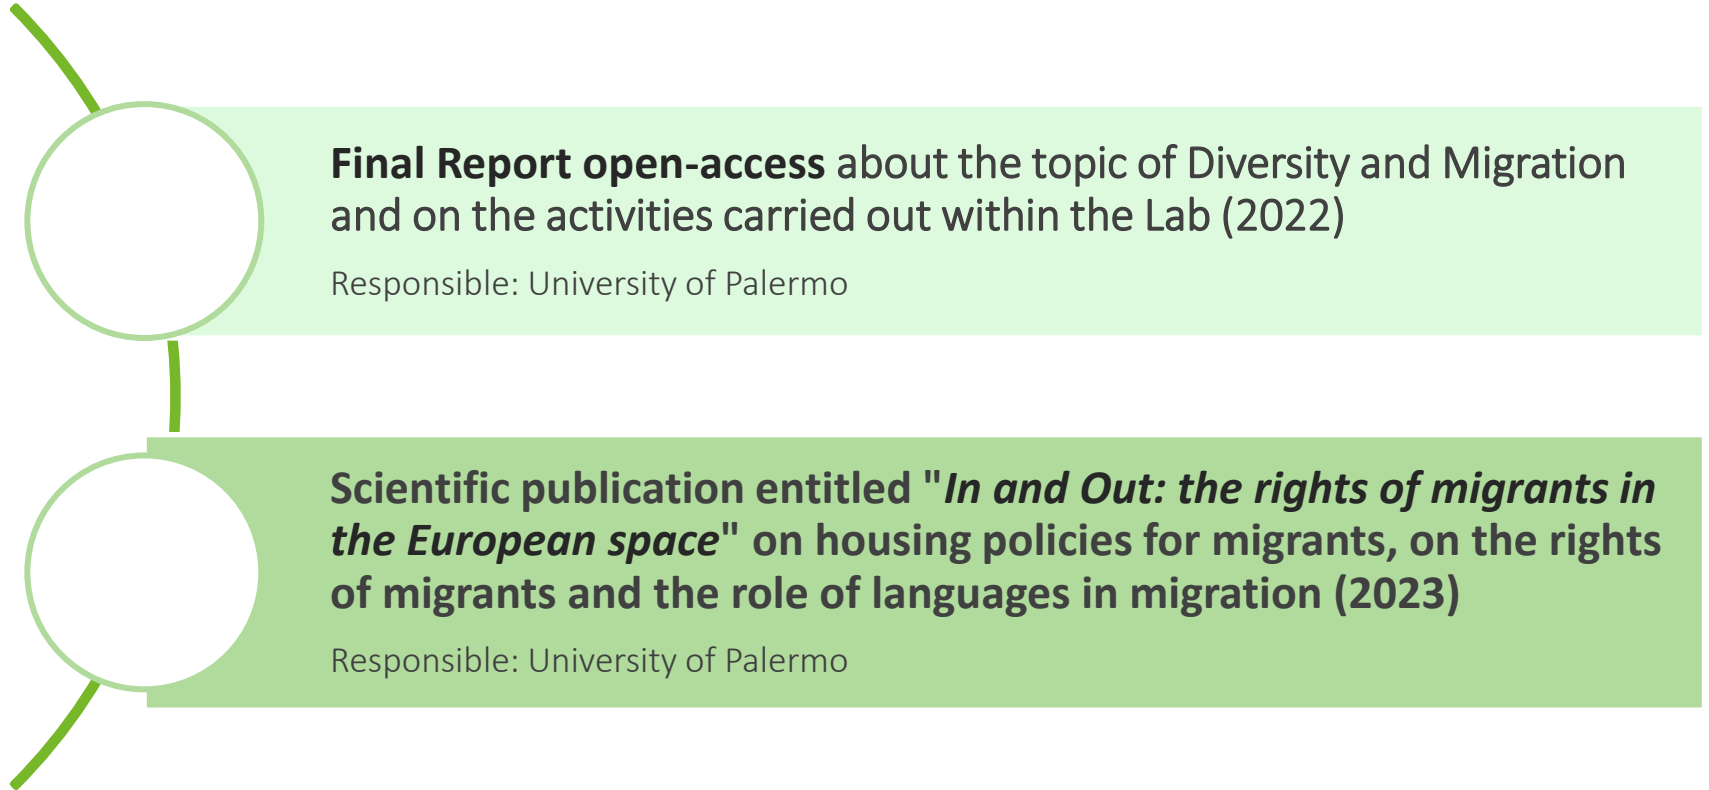 Final Report open-access about the topic of Diversity and Migration
and on the activities carried out within the Lab (2022)
Responsible: University of Palermo
Scientific publication entitled "In and Out: the rights of migrants in
the European space" on housing policies for migrants, on the rights
of migrants and the role of languages in migration (2023)
Responsible: University of Palermo